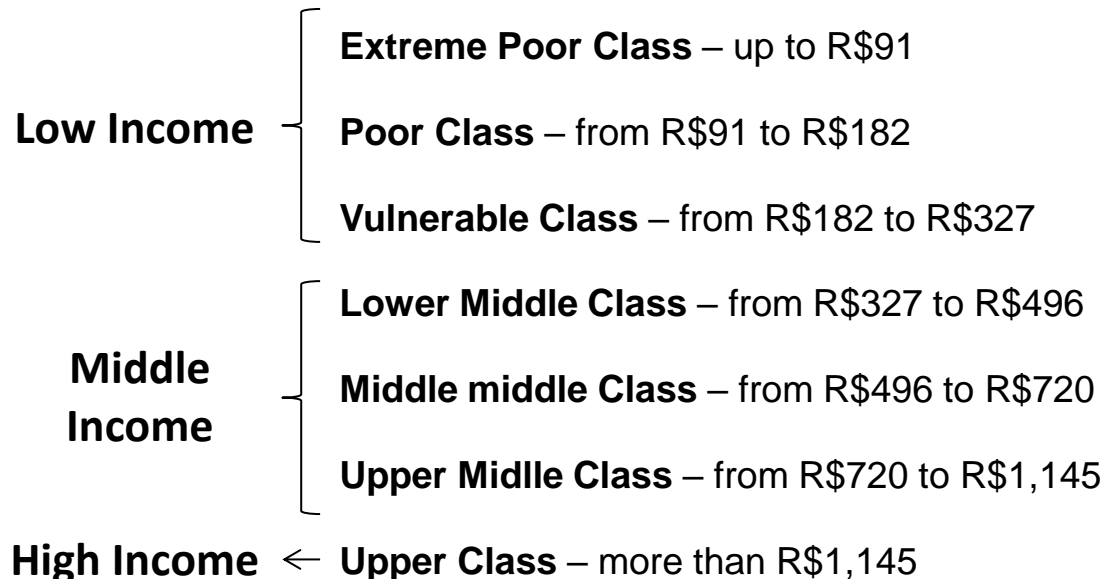 Low Income
Extreme Poor Class – up to R$91
Poor Class – from R$91 to R$182
Vulnerable Class – from R$182 to R$327
Middle
Income
Lower Middle Class – from R$327 to R$496
Middle middle Class – from R$496 to R$720
Upper Midlle Class – from R$720 to R$1,145
High Income
Upper Class – more than R$1,145